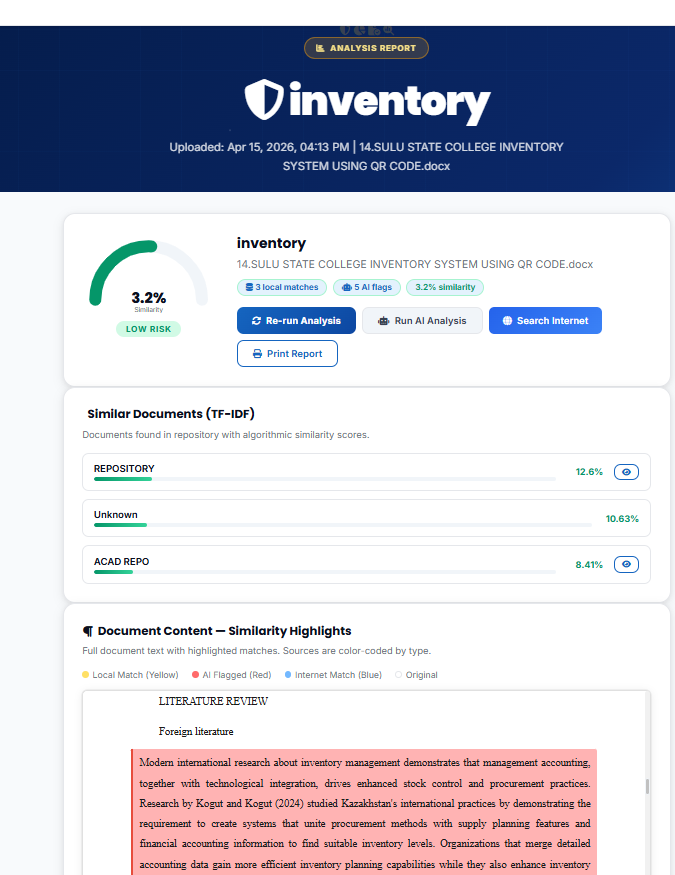 ANALYSIS REPORT
inventory
Uploaded: Apr 15, 2026, 04:13 PM | 14.SULU STATE COLLEGE INVENTORY
SYSTEM USING QR CODE.docx
3.2%
Similarity
LOW RISK
inventory
14.SULU STATE COLLEGE INVENTORY SYSTEM USING QR CODE.docx
3 local matches
5 AI flags
3.2% similarity
Re-run Analysis
Run AI Analysis
Search Internet
Print Report
Similar Documents (TF-IDF)
Documents found in repository with algorithmic similarity scores.
REPOSITORY
12.6%
Unknown
10.63%
ACAD REPO
8.41%
¶ Document Content — Similarity Highlights
Full document text with highlighted matches. Sources are color-coded by type.
Local Match (Yellow)
AI Flagged (Red)
Internet Match (Blue)
Original
LITERATURE REVIEW
Foreign literature
Modern international research about inventory management demonstrates that management accounting,
together with technological integration, drives enhanced stock control and procurement practices.
Research by Kogut and Kogut (2024) studied Kazakhstan's international practices by demonstrating the
requirement to create systems that unite procurement methods with supply planning features and
financial accounting information to find suitable inventory levels. Organizations that merge detailed
accounting data gain more efficient inventory planning capabilities while they also enhance inventory